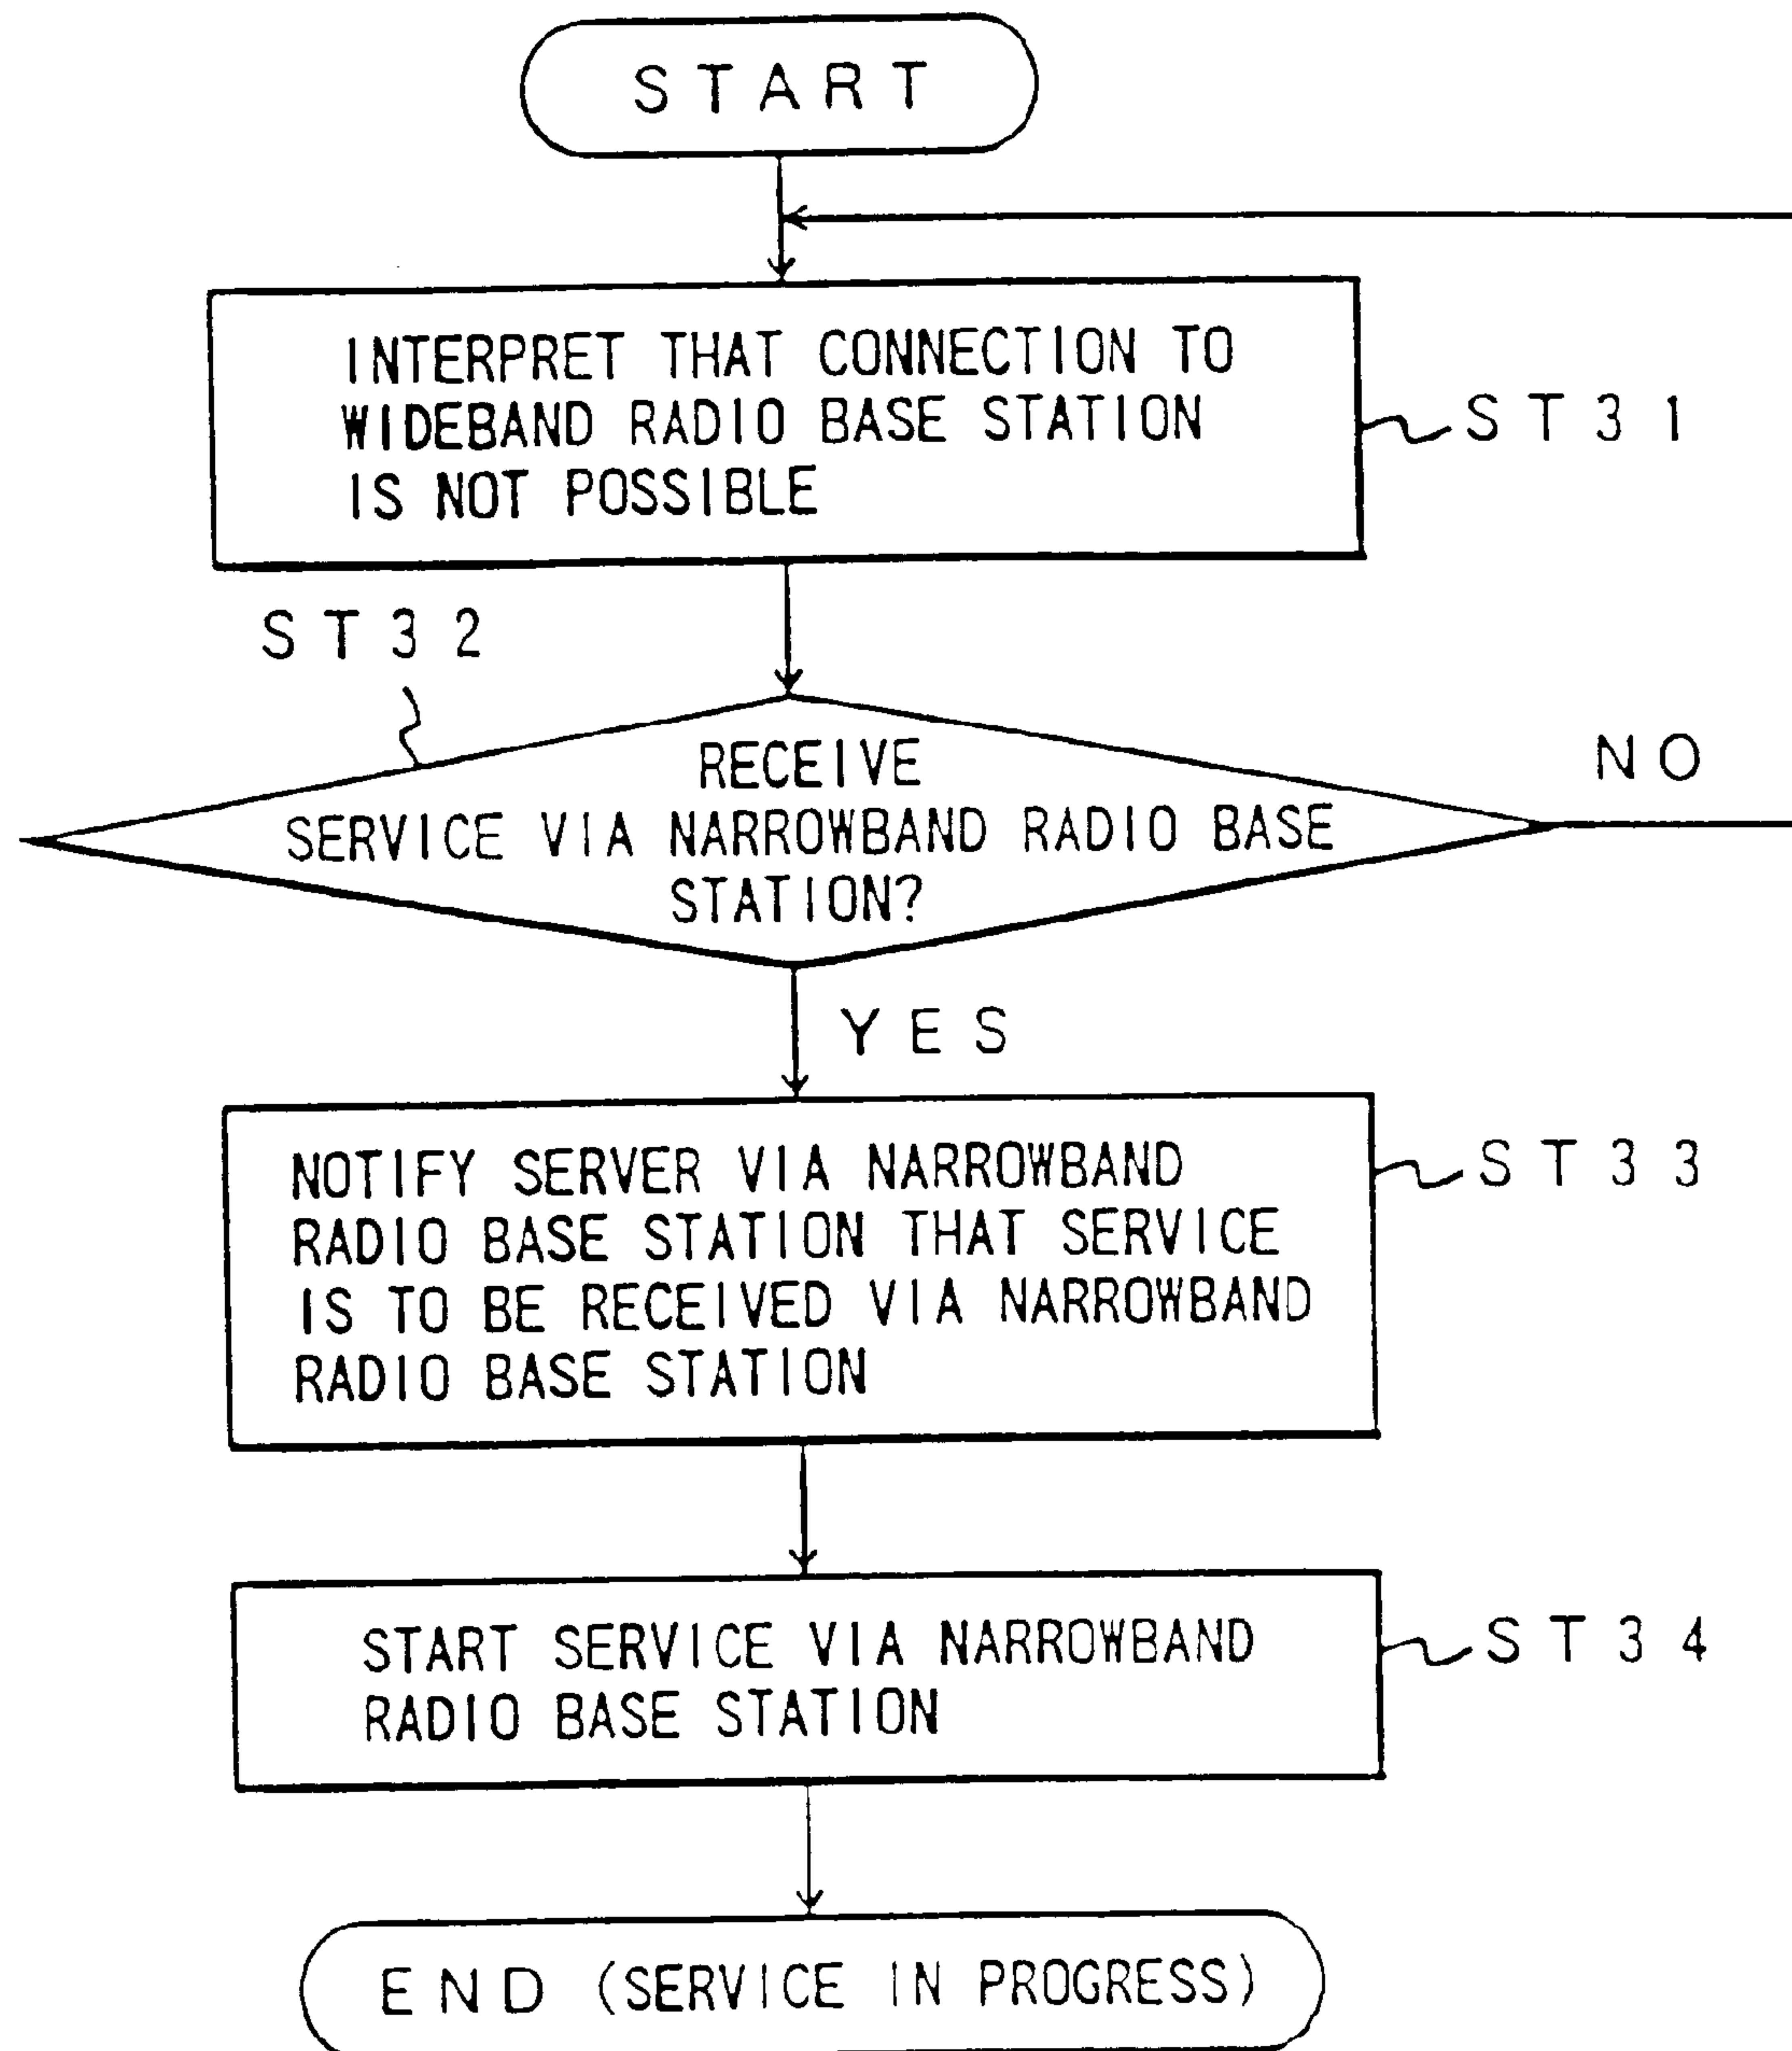 START
INTERPRET THAT CONNECTION TO
WIDEBAND RADIO BASE STATION
IS NOT POSSIBLE
ST31
ST32
RECEIVE
SERVICE VIA NARROWBAND RADIO BASE
STATION?
NO
YES
NOTIFY SERVER VIA NARROWBAND
RADIO BASE STATION THAT SERVICE
IS TO BE RECEIVED VIA NARROWBAND
RADIO BASE STATION
ST33
START SERVICE VIA NARROWBAND
RADIO BASE STATION
ST34
END (SERVICE IN PROGRESS)